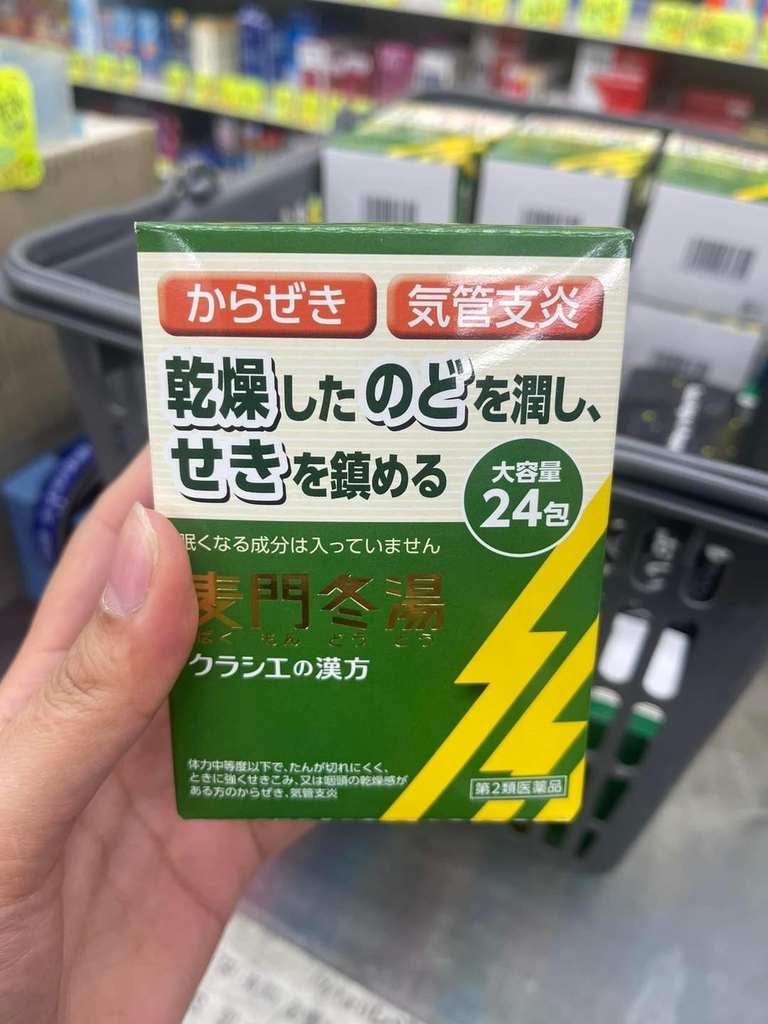 からぜき 気管支炎
乾燥したのどを潤し、
せきを鎮める
大容量
24包
眠くなる成分は入っていません
麦門冬湯
ばくもんとうとう
クラシエの漢方
体力中等度以下で、たんが切れにくく、
ときに強くせきこみ、又は咽頭の乾燥感が
ある方のからぜき、気管支炎
第2類医薬品